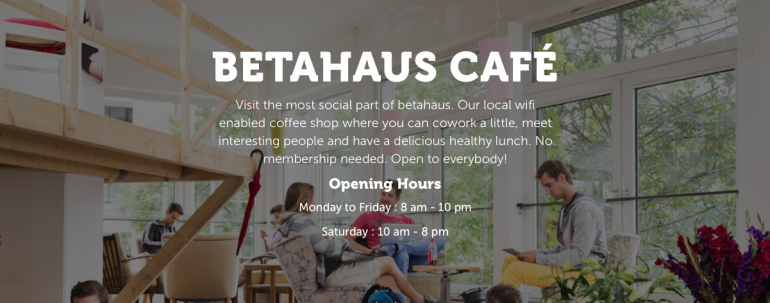 BETAHAUS CAFÉ
Visit the most social part of betahaus. Our local wifi
enabled coffee shop where you can cowork a little, meet
interesting people and have a delicious healthy lunch. No
membership needed. Open to everybody!
Opening Hours
Monday to Friday : 8 am - 10 pm
Saturday : 10 am - 8 pm